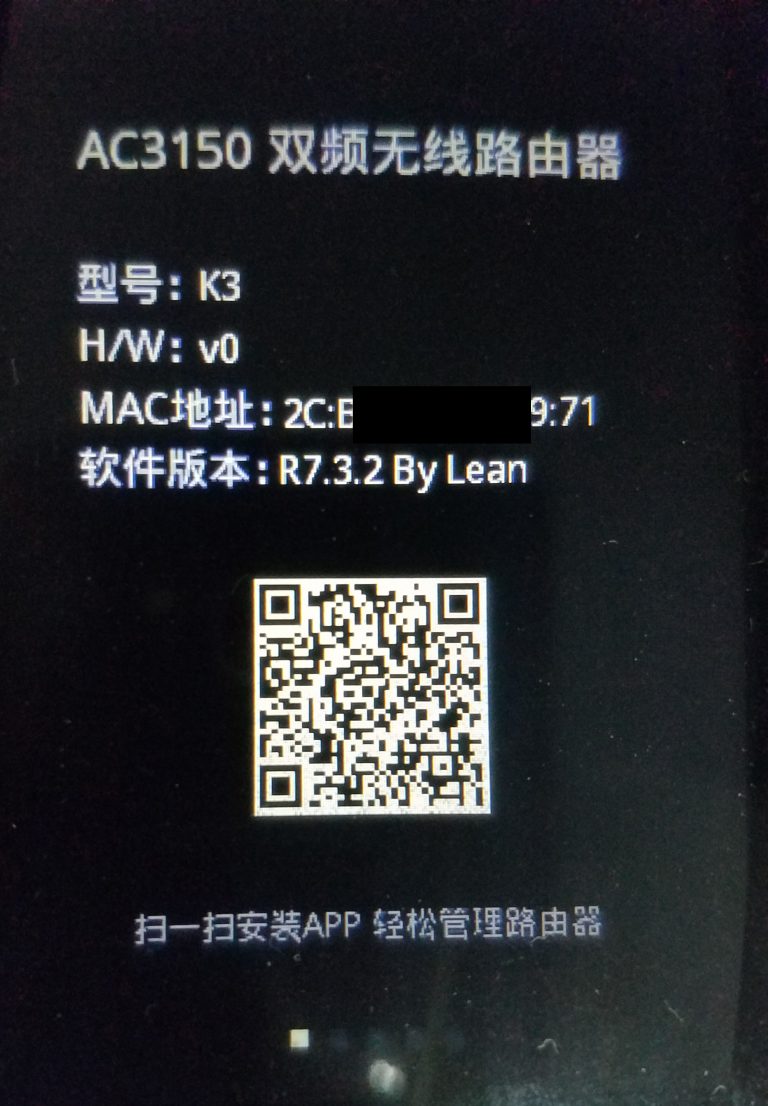 AC3150 双频无线路由器
型号：K3
H/W：v0
MAC地址：2C:B 9:71
软件版本：R7.3.2 By Lean
扫一扫安装APP 轻松管理路由器